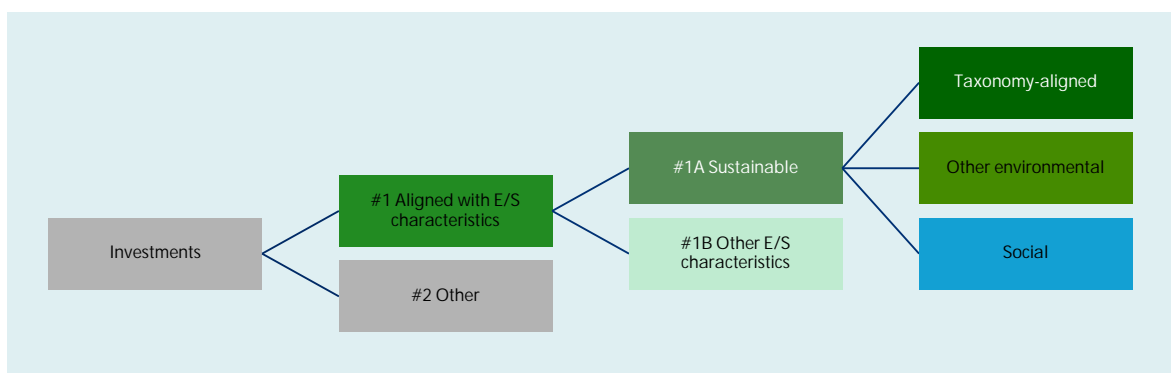 Investments
#1 Aligned with E/S
characteristics
#2 Other
#1A Sustainable
#1B Other E/S
characteristics
Taxonomy-aligned
Other environmental
Social